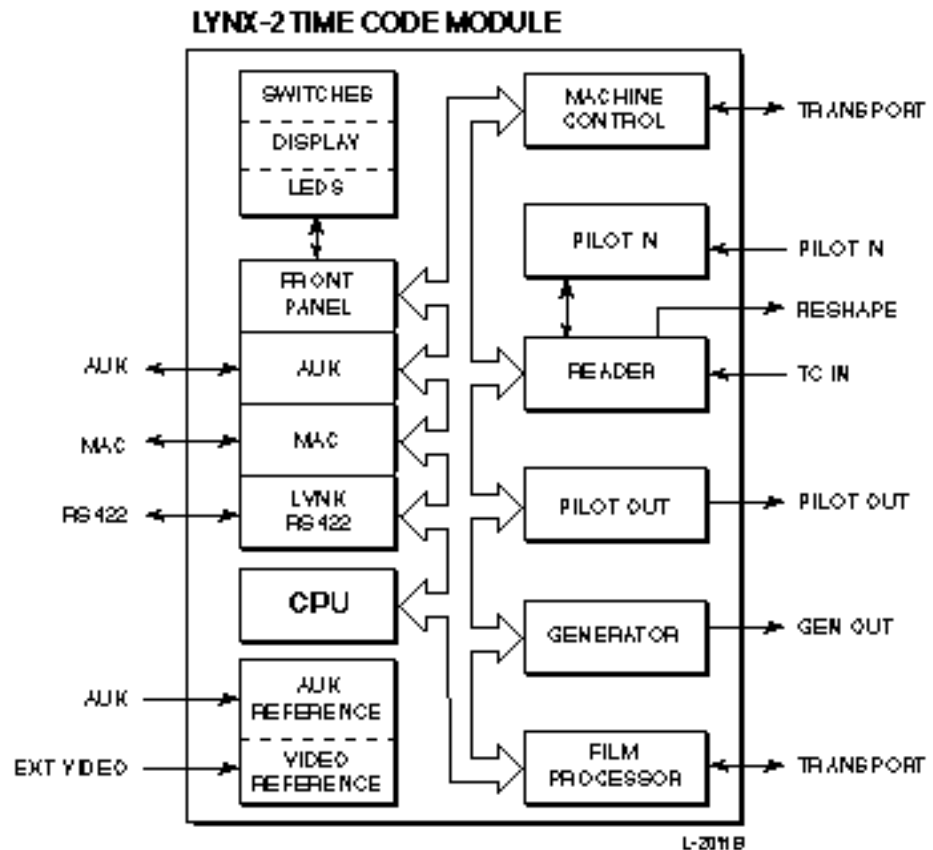 LYNX-2 TIME CODE MODULE
SWITCHES
DISPLAY
LEDS
MACHINE
CONTROL
TRANSPORT
PILOT IN
PILOT IN
FRONT
PANEL
RESHAPE
AUX
AUX
READER
TC IN
MAC
MAC
RS422
LYNX
RS422
PILOT OUT
PILOT OUT
CPU
GENERATOR
GEN OUT
AUX
AUX
REFERENCE
EXT VIDEO
VIDEO
REFERENCE
FILM
PROCESSOR
TRANSPORT